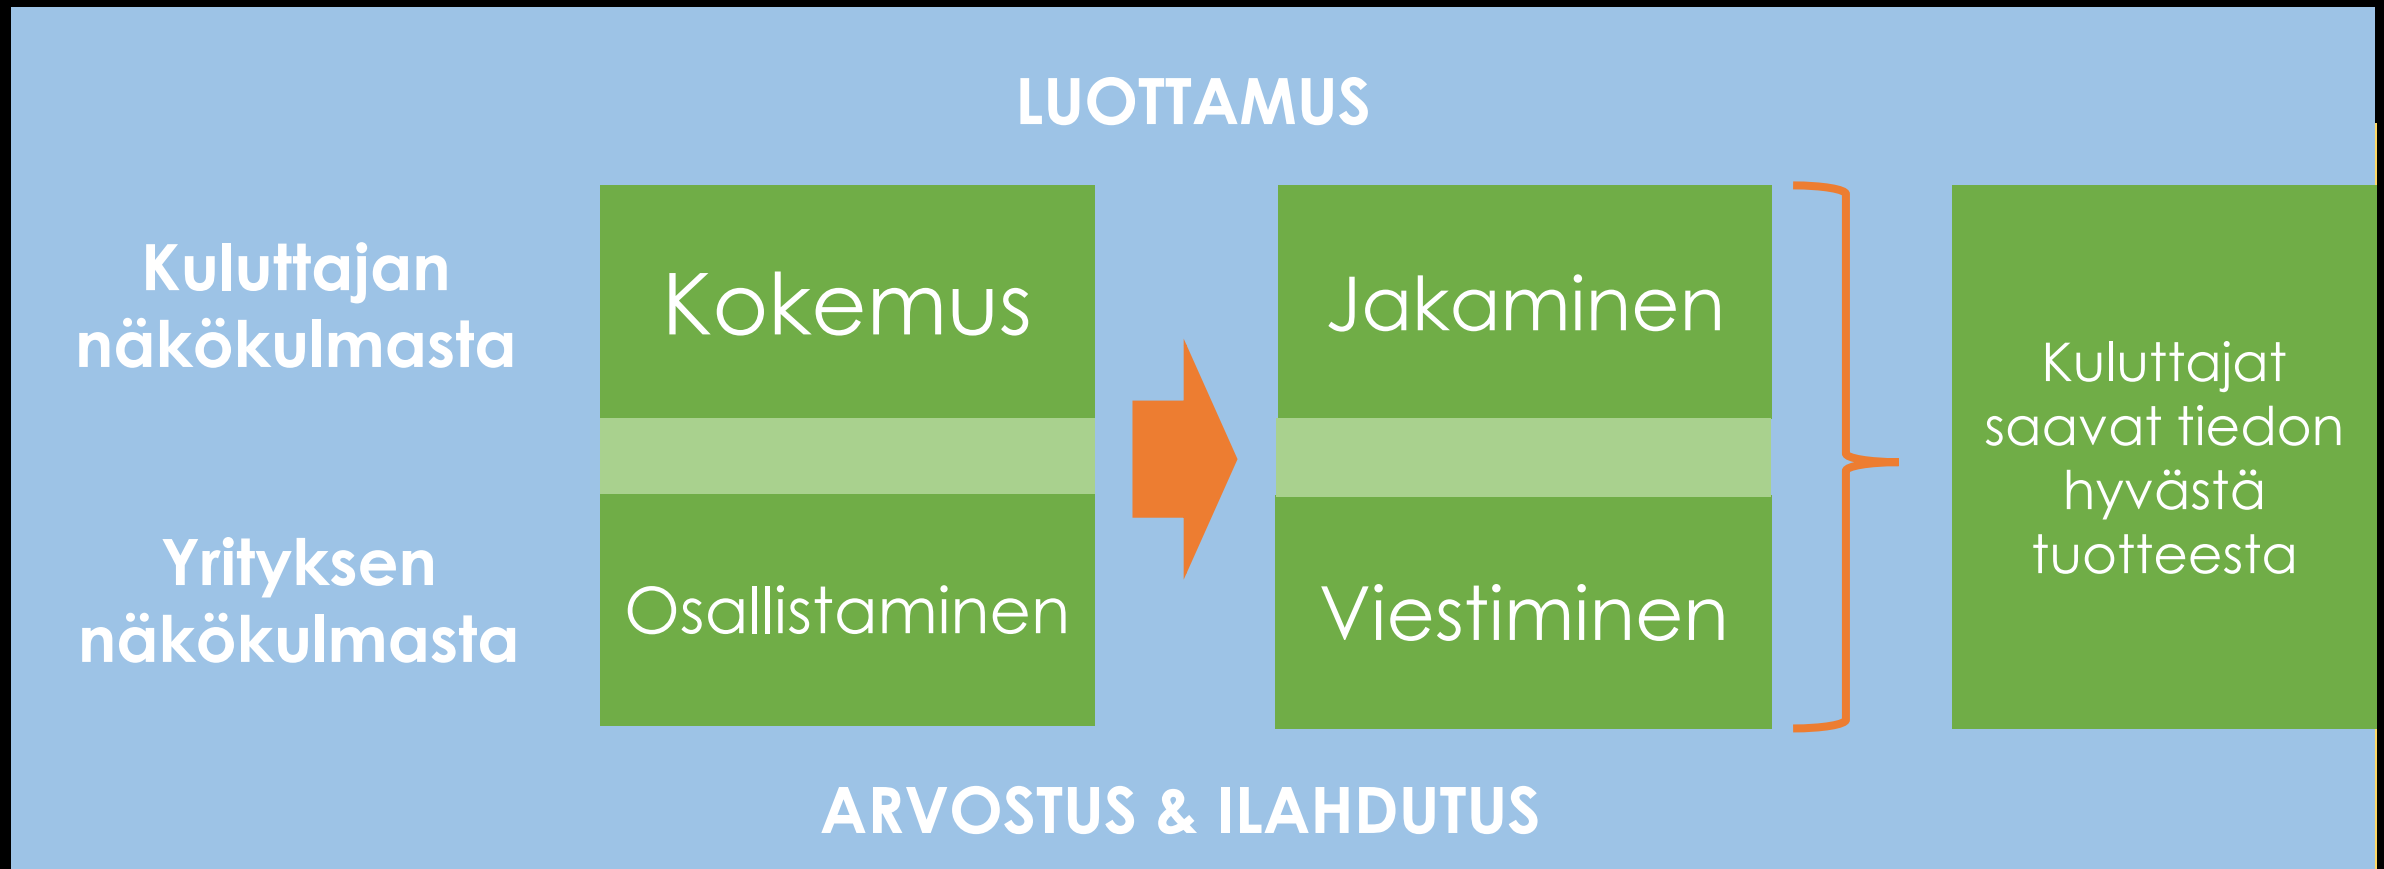 LUOTTAMUS
Kuluttajan
näkökulmasta
Kokemus
Jakaminen
Yrityksen
näkökulmasta
Osallistaminen
Viestiminen
Kuluttajat
saavat tiedon
hyvästä
tuotteesta
ARVOSTUS & ILAHDUTUS